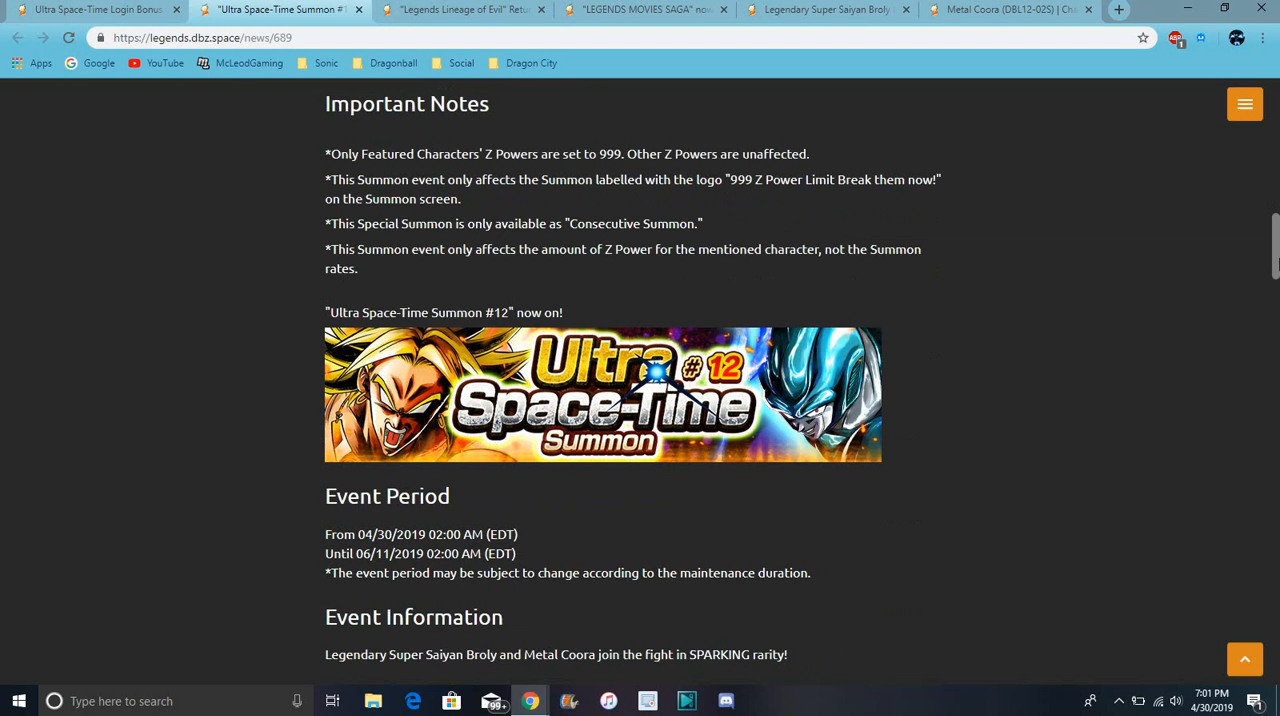 Ultra Space-Time Login Bonus
"Ultra Space-Time Summon #1
"Legends Lineage of Evil" Retu
"LEGENDS MOVIES SAGA" now
Legendary Super Saiyan Broly
Metal Coora (DBL12-02S) | Cha
https://legends.dbz.space/news/689
ABP
1
Apps
Google
YouTube
McLeodGaming
Sonic
Dragonball
Social
Dragon City
Important Notes
*Only Featured Characters' Z Powers are set to 999. Other Z Powers are unaffected.
*This Summon event only affects the Summon labelled with the logo "999 Z Power Limit Break them now!"
on the Summon screen.
*This Special Summon is only available as "Consecutive Summon."
*This Summon event only affects the amount of Z Power for the mentioned character, not the Summon
rates.
"Ultra Space-Time Summon #12" now on!
Ultra #12
Space-Time
Summon
Event Period
From 04/30/2019 02:00 AM (EDT)
Until 06/11/2019 02:00 AM (EDT)
*The event period may be subject to change according to the maintenance duration.
Event Information
Legendary Super Saiyan Broly and Metal Coora join the fight in SPARKING rarity!
Type here to search
99+
7:01 PM
4/30/2019
1